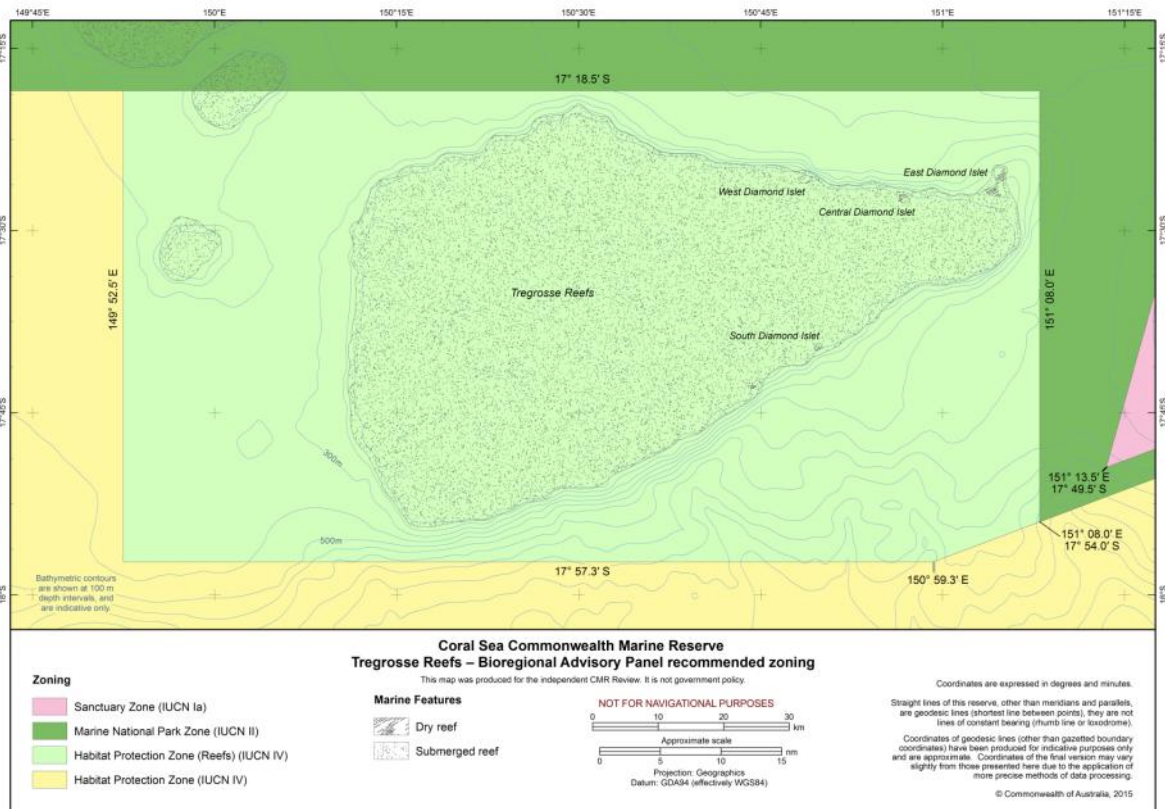 149°45'E
150°E
150°15'E
150°30'E
150°45'E
151°E
151°15'E
17°15'S
17°15'S
17° 18.5' S
East Diamond Islet
West Diamond Islet
Central Diamond Islet
17°30'S
17°30'S
149° 52.5' E
Tregrosse Reefs
151° 08.0' E
South Diamond Islet
17°45'S
17°45'S
300m
151° 13.5' E
17° 49.5' S
500m
151° 08.0' E
17° 54.0' S
17° 57.3' S
150° 59.3' E
Bathymetric contours
are shown at 100 m
depth intervals, and
are indicative only.
18°S
18°S
Coral Sea Commonwealth Marine Reserve
Tregrosse Reefs – Bioregional Advisory Panel recommended zoning
This map was produced for the independent CMR Review. It is not government policy.
Zoning
Sanctuary Zone (IUCN Ia)
Marine National Park Zone (IUCN II)
Habitat Protection Zone (Reefs) (IUCN IV)
Habitat Protection Zone (IUCN IV)
Marine Features
Dry reef
Submerged reef
NOT FOR NAVIGATIONAL PURPOSES
0 10 20 30
km
Approximate scale
nm
0 5 10 15
Projection: Geographics
Datum: GDA94 (effectively WGS84)
Coordinates are expressed in degrees and minutes.
Straight lines of this reserve, other than meridians and parallels,
are geodesic lines (shortest line between points), they are not
lines of constant bearing (rhumb line or loxodrome).
Coordinates of geodesic lines (other than gazetted boundary
coordinates) have been produced for indicative purposes only
and are approximate. Coordinates of the final version may vary
slightly from those presented here due to the application of
more precise methods of data processing.
© Commonwealth of Australia, 2015